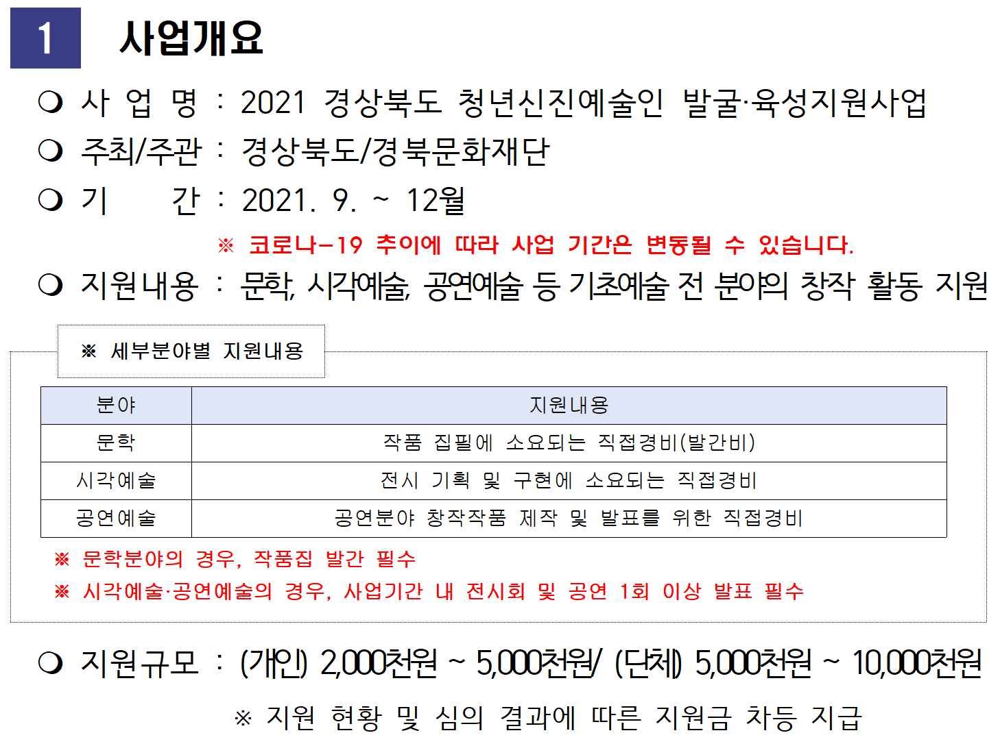 1 사업개요
❍ 사 업 명 : 2021 경상북도 청년신진예술인 발굴·육성지원사업
❍ 주최/주관 : 경상북도/경북문화재단
❍ 기 간 : 2021. 9. ~ 12월
※ 코로나-19 추이에 따라 사업 기간은 변동될 수 있습니다.
❍ 지원내용 : 문학, 시각예술, 공연예술 등 기초예술 전 분야의 창작 활동 지원
※ 세부분야별 지원내용
분야 지원내용
문학 작품 집필에 소요되는 직접경비(발간비)
시각예술 전시 기획 및 구현에 소요되는 직접경비
공연예술 공연분야 창작작품 제작 및 발표를 위한 직접경비
※ 문학분야의 경우, 작품집 발간 필수
※ 시각예술·공연예술의 경우, 사업기간 내 전시회 및 공연 1회 이상 발표 필수
❍ 지원규모 : (개인) 2,000천원 ~ 5,000천원/ (단체) 5,000천원 ~ 10,000천원
※ 지원 현황 및 심의 결과에 따른 지원금 차등 지급